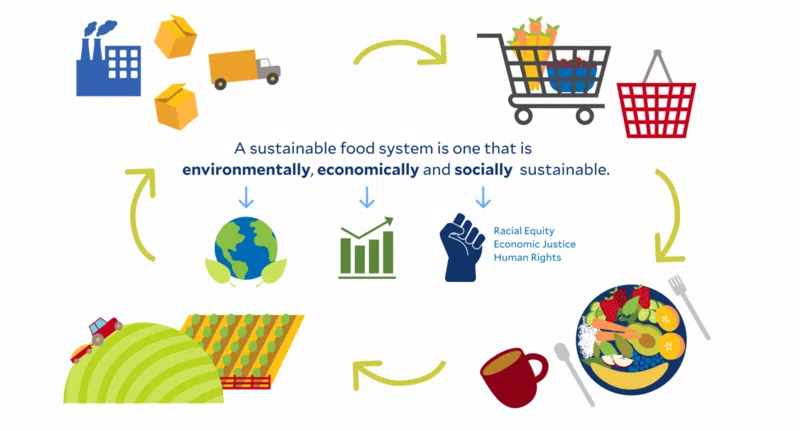 A sustainable food system is one that is
environmentally, economically and socially sustainable.
Racial Equity
Economic Justice
Human Rights